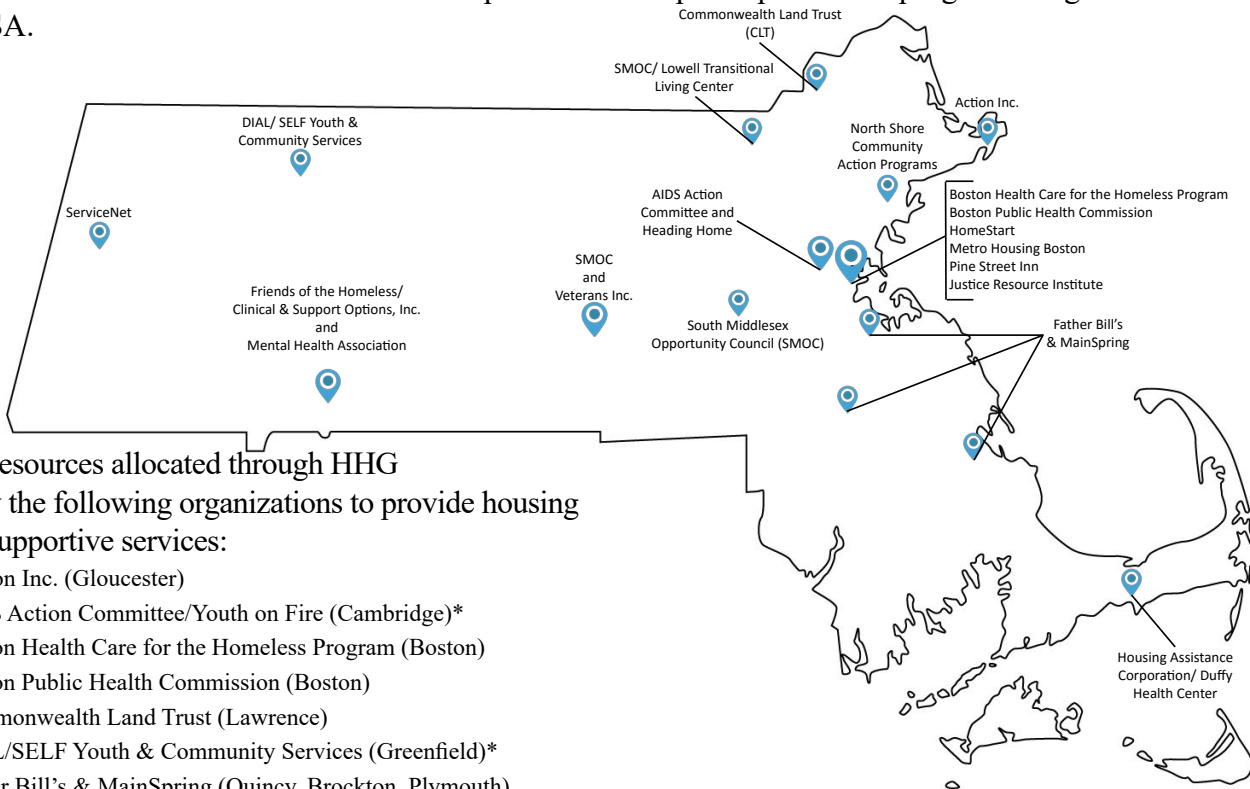 SA.
Commonwealth Land Trust
(CLT)
SMOC/ Lowell Transitional
Living Center
Action Inc.
DIAL/ SELF Youth &
Community Services
North Shore
Community
Action Programs
ServiceNet
AIDS Action
Committee and
Heading Home
Boston Health Care for the Homeless Program
Boston Public Health Commission
HomeStart
Metro Housing Boston
Pine Street Inn
Justice Resource Institute
SMOC
and
Veterans Inc.
Friends of the Homeless/
Clinical & Support Options, Inc.
and
Mental Health Association
South Middlesex
Opportunity Council (SMOC)
Father Bill's
& MainSpring
esources allocated through HHG
the following organizations to provide housing
upportive services:
on Inc. (Gloucester)
Action Committee/Youth on Fire (Cambridge)*
on Health Care for the Homeless Program (Boston)
on Public Health Commission (Boston)
monwealth Land Trust (Lawrence)
L/SELF Youth & Community Services (Greenfield)*
r Bill's & MainSpring (Quincy, Brockton, Plymouth)
Housing Assistance
Corporation/ Duffy
Health Center